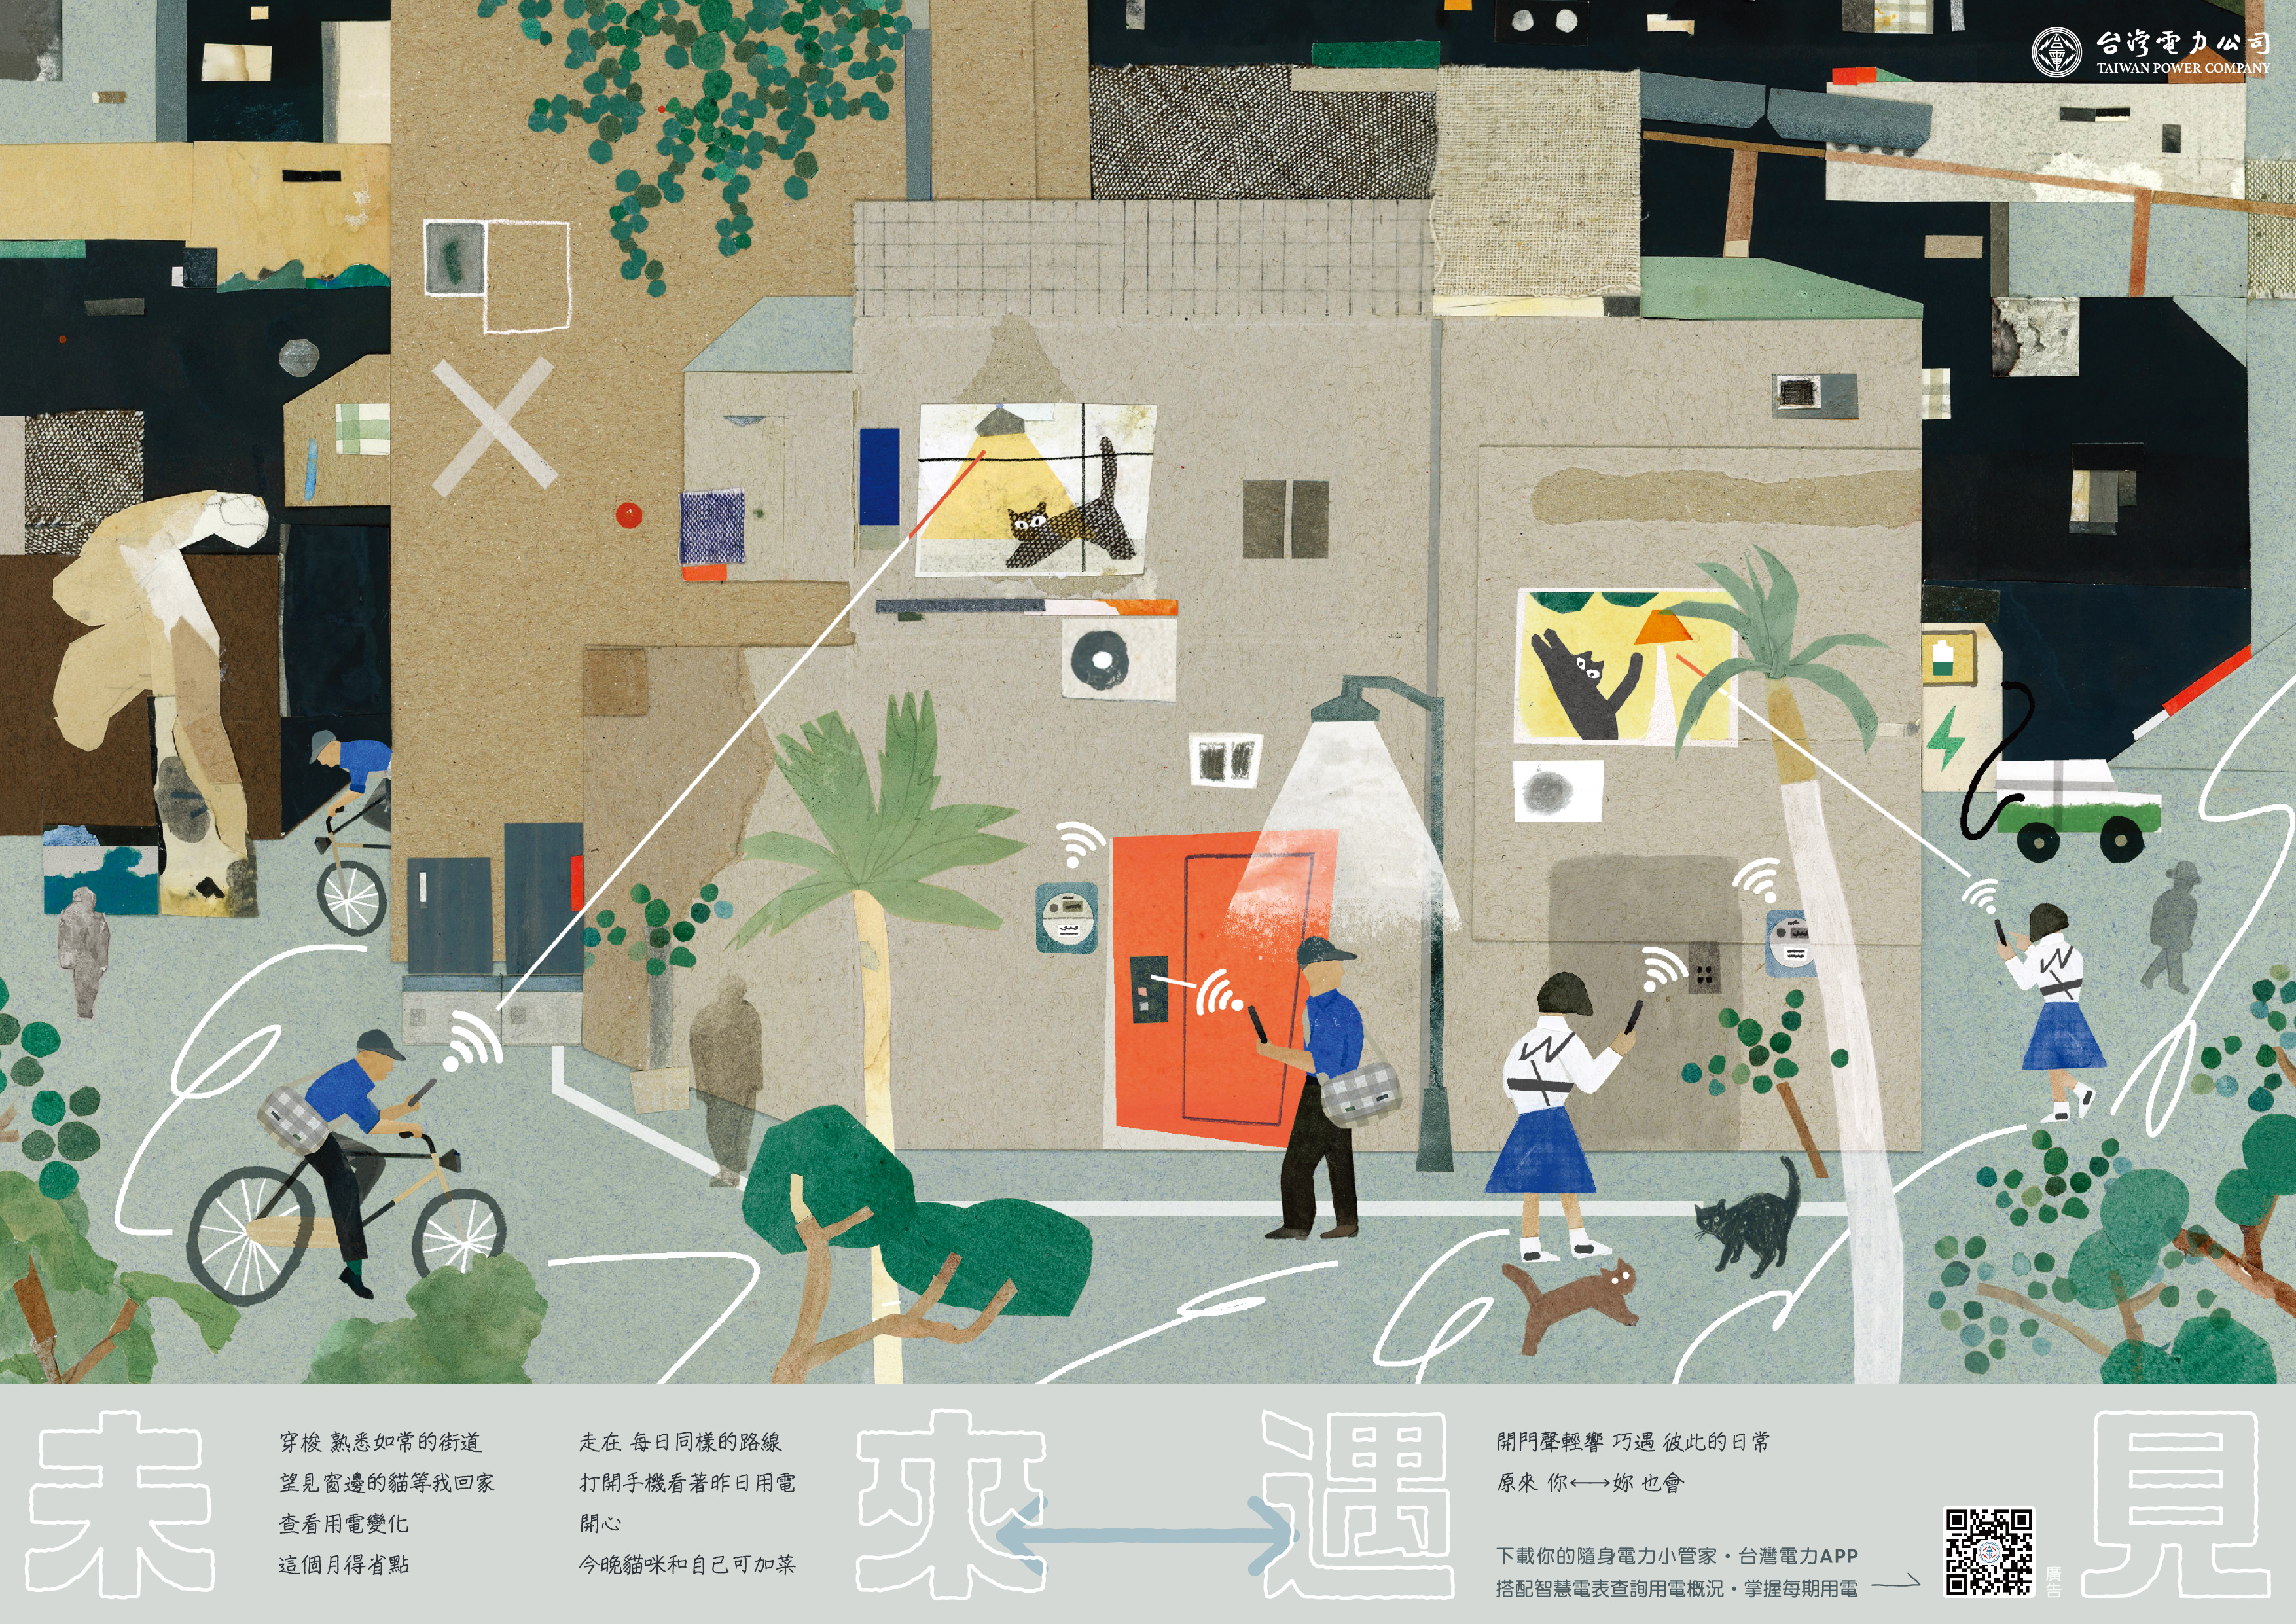 台灣電力公司
TAIWAN POWER COMPANY
未來⟷遇見
穿梭 熟悉如常的街道
望見窗邊的貓等我回家
查看用電變化
這個月得省點
走在 每日同樣的路線
打開手機看著昨日用電
開心
今晚貓咪和自己可加菜
開門聲輕響 巧遇 彼此的日常
原來 你⟷妳 也會
下載你的隨身電力小管家・台灣電力APP
搭配智慧電表查詢用電概況・掌握每期用電
廣告